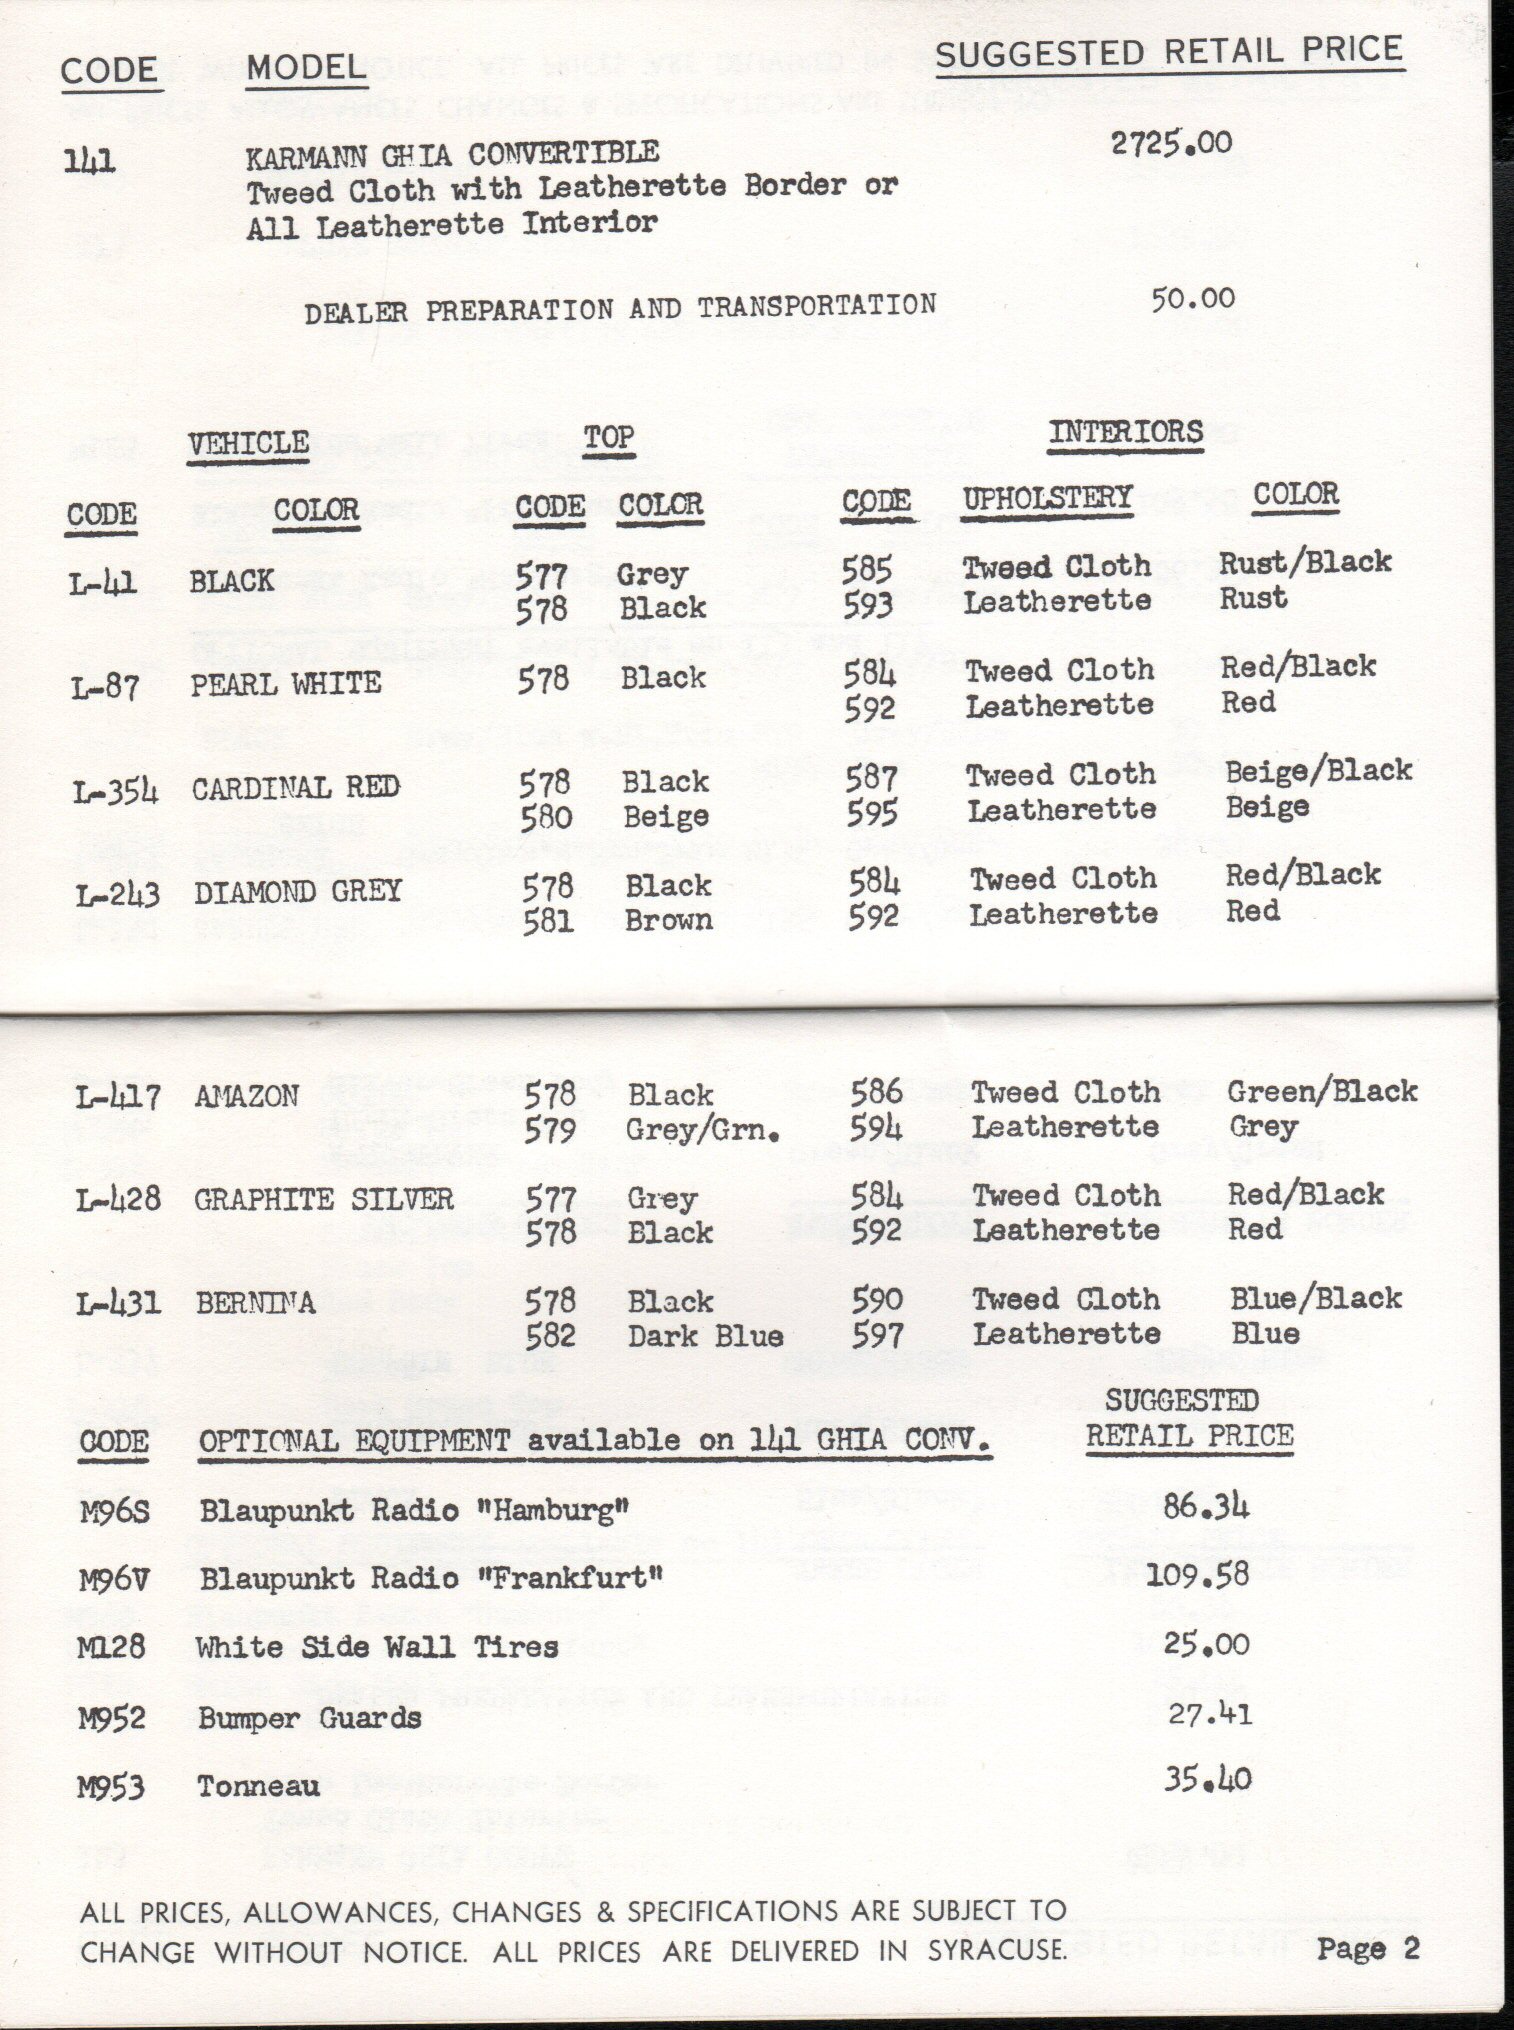 CODE MODEL SUGGESTED RETAIL PRICE
141 KARMANN GHIA CONVERTIBLE 2725.00
Tweed Cloth with Leatherette Border or
All Leatherette Interior
DEALER PREPARATION AND TRANSPORTATION 50.00
VEHICLE TOP INTERIORS
CODE COLOR CODE COLOR CODE UPHOLSTERY COLOR
L-41 BLACK 577 Grey 585 Tweed Cloth Rust/Black
578 Black 593 Leatherette Rust
L-87 PEARL WHITE 578 Black 584 Tweed Cloth Red/Black
592 Leatherette Red
L-354 CARDINAL RED 578 Black 587 Tweed Cloth Beige/Black
580 Beige 595 Leatherette Beige
L-243 DIAMOND GREY 578 Black 584 Tweed Cloth Red/Black
581 Brown 592 Leatherette Red
L-417 AMAZON 578 Black 586 Tweed Cloth Green/Black
579 Grey/Grn. 594 Leatherette Grey
L-428 GRAPHITE SILVER 577 Grey 584 Tweed Cloth Red/Black
578 Black 592 Leatherette Red
L-431 BERNINA 578 Black 590 Tweed Cloth Blue/Black
582 Dark Blue 597 Leatherette Blue
SUGGESTED
CODE OPTIONAL EQUIPMENT available on 141 GHIA CONV. RETAIL PRICE
M96S Blaupunkt Radio "Hamburg" 86.34
M96V Blaupunkt Radio "Frankfurt" 109.58
M128 White Side Wall Tires 25.00
M952 Bumper Guards 27.41
M953 Tonneau 35.40
ALL PRICES, ALLOWANCES, CHANGES & SPECIFICATIONS ARE SUBJECT TO
CHANGE WITHOUT NOTICE. ALL PRICES ARE DELIVERED IN SYRACUSE. Page 2